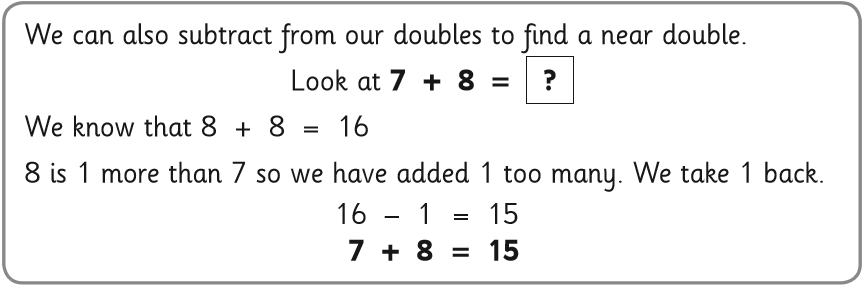 We can also subtract from our doubles to find a near double.
Look at 7 + 8 = ?
We know that 8 + 8 = 16
8 is 1 more than 7 so we have added 1 too many. We take 1 back.
16 – 1 = 15
7 + 8 = 15